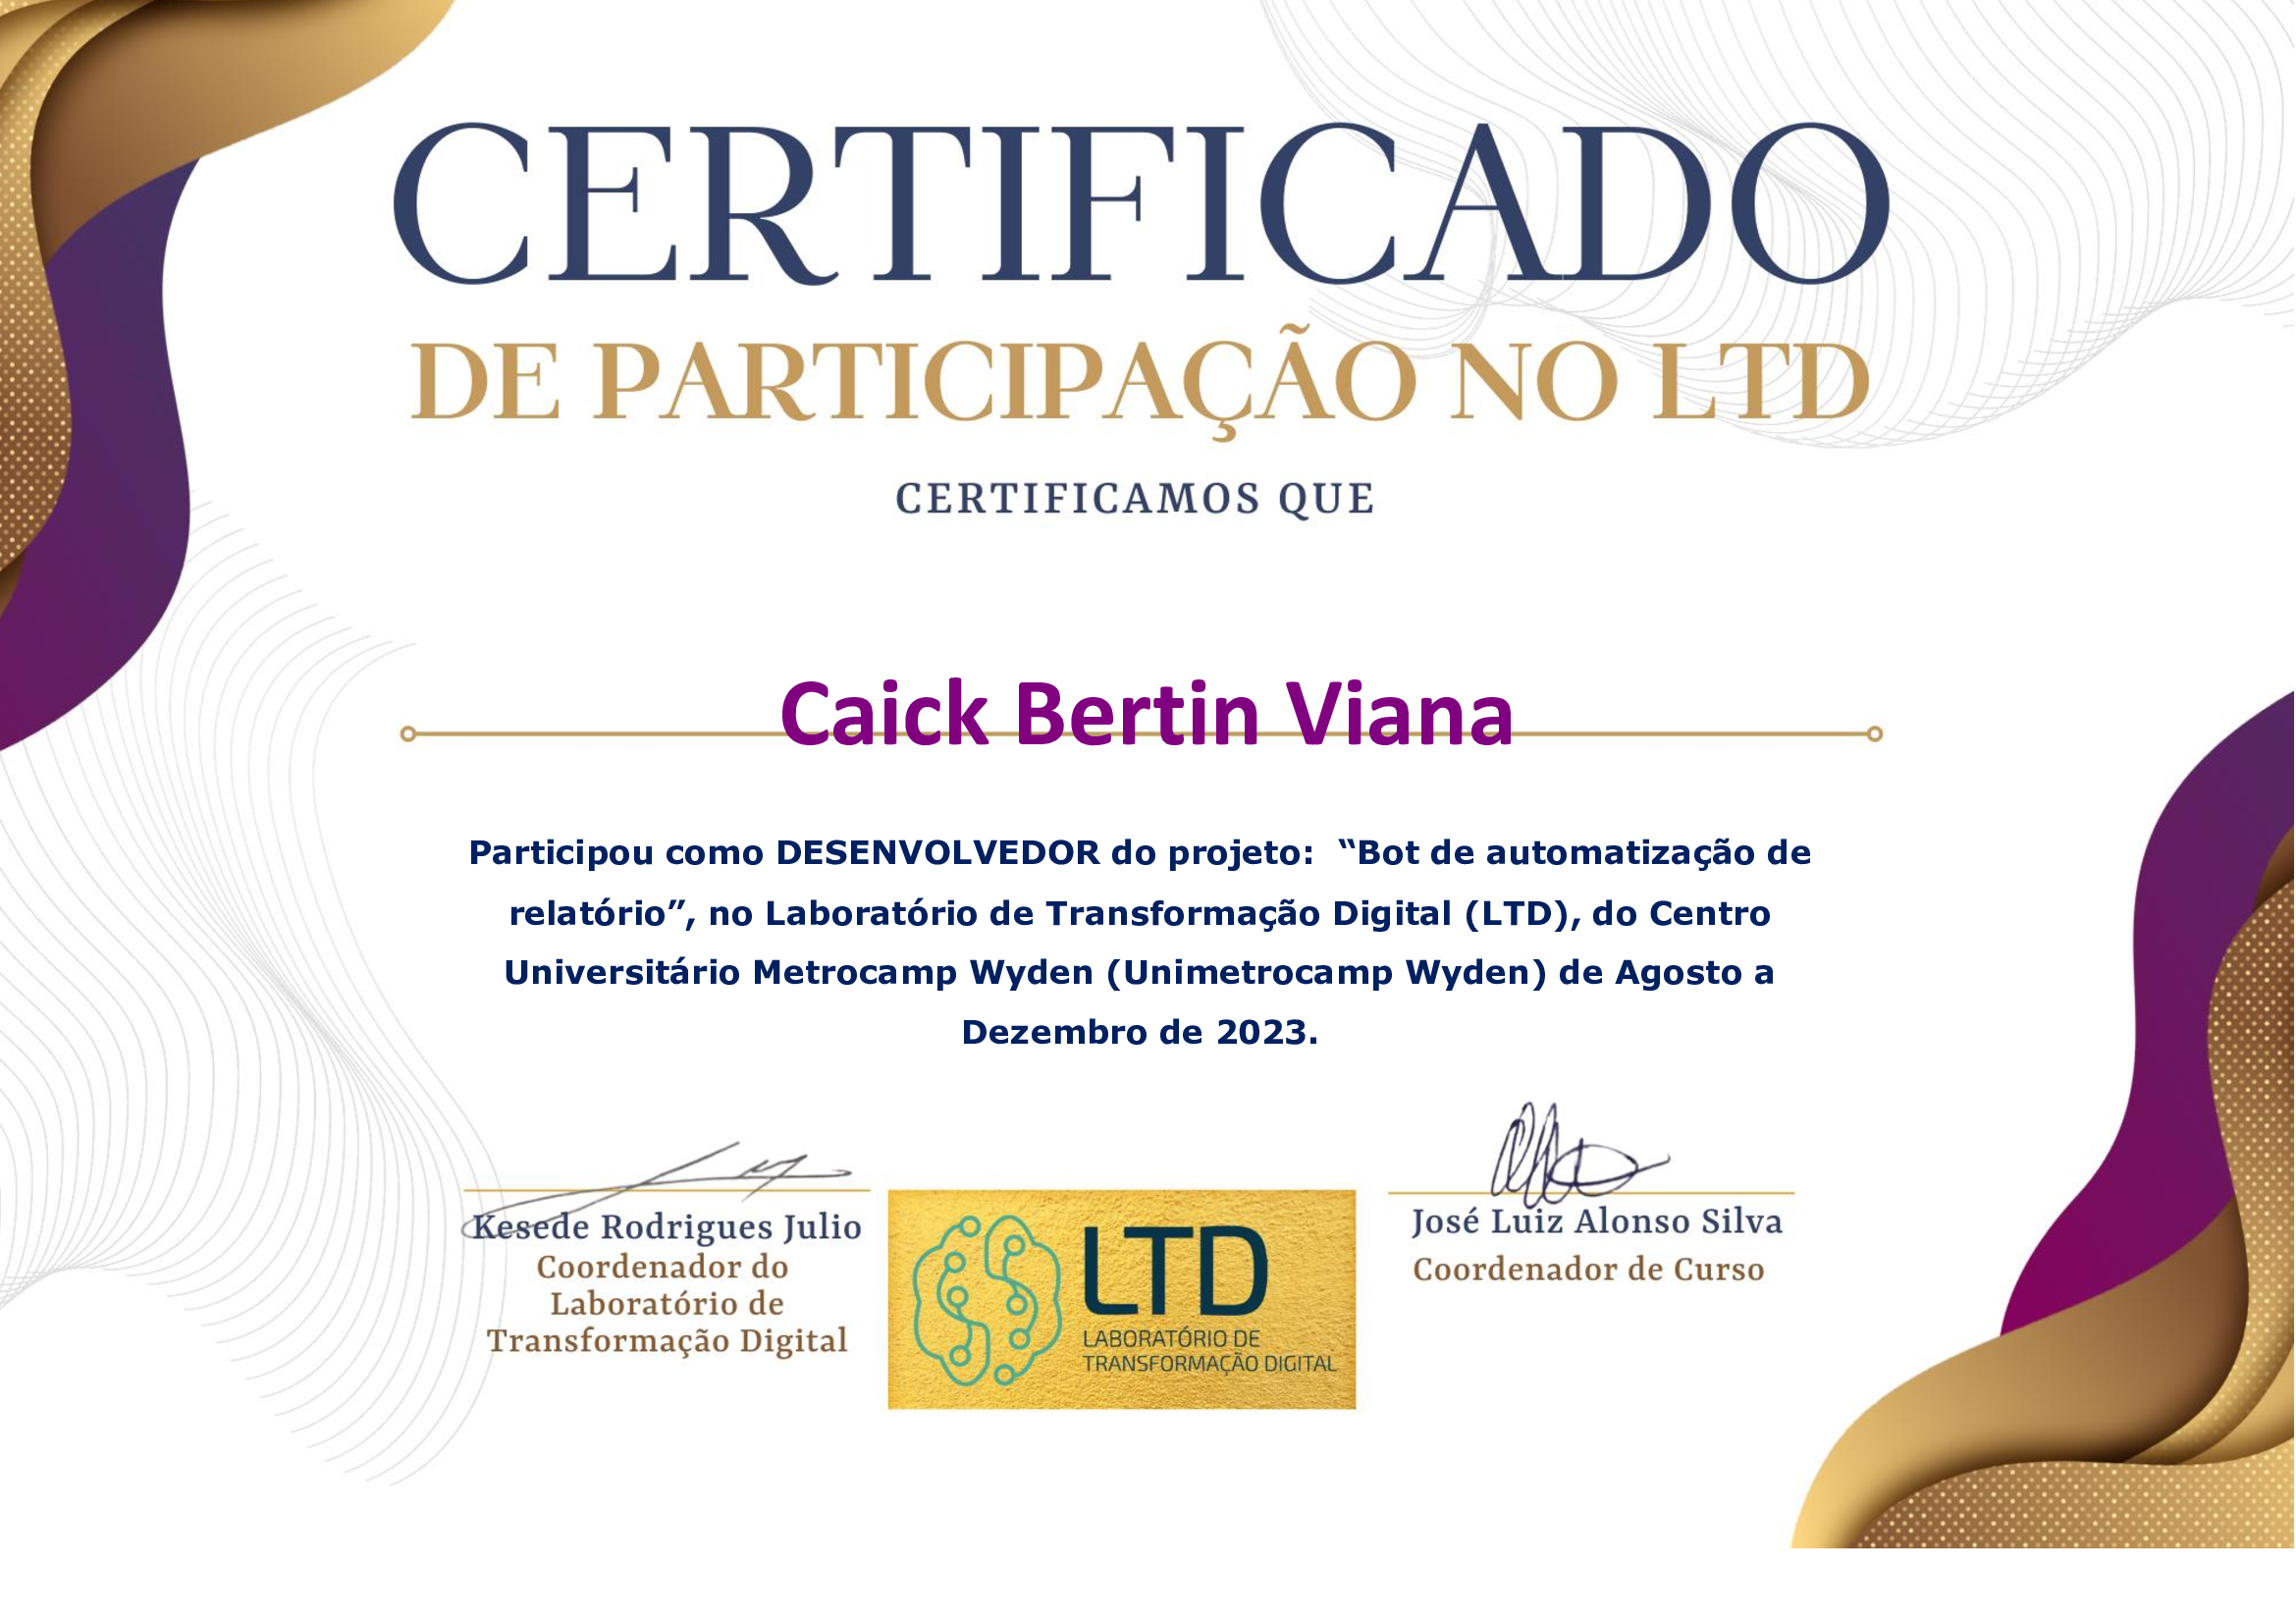 CERTIFICADO
DE PARTICIPAÇÃO NO LTD
CERTIFICAMOS QUE
Caick Bertin Viana
Participou como DESENVOLVEDOR do projeto:  “Bot de automatização de
relatório”, no Laboratório de Transformação Digital (LTD), do Centro
Universitário Metrocamp Wyden (Unimetrocamp Wyden) de Agosto a
Dezembro de 2023.
Kesede Rodrigues Julio
Coordenador do
Laboratório de
Transformação Digital
LTD
LABORATÓRIO DE
TRANSFORMAÇÃO DIGITAL
José Luiz Alonso Silva
Coordenador de Curso